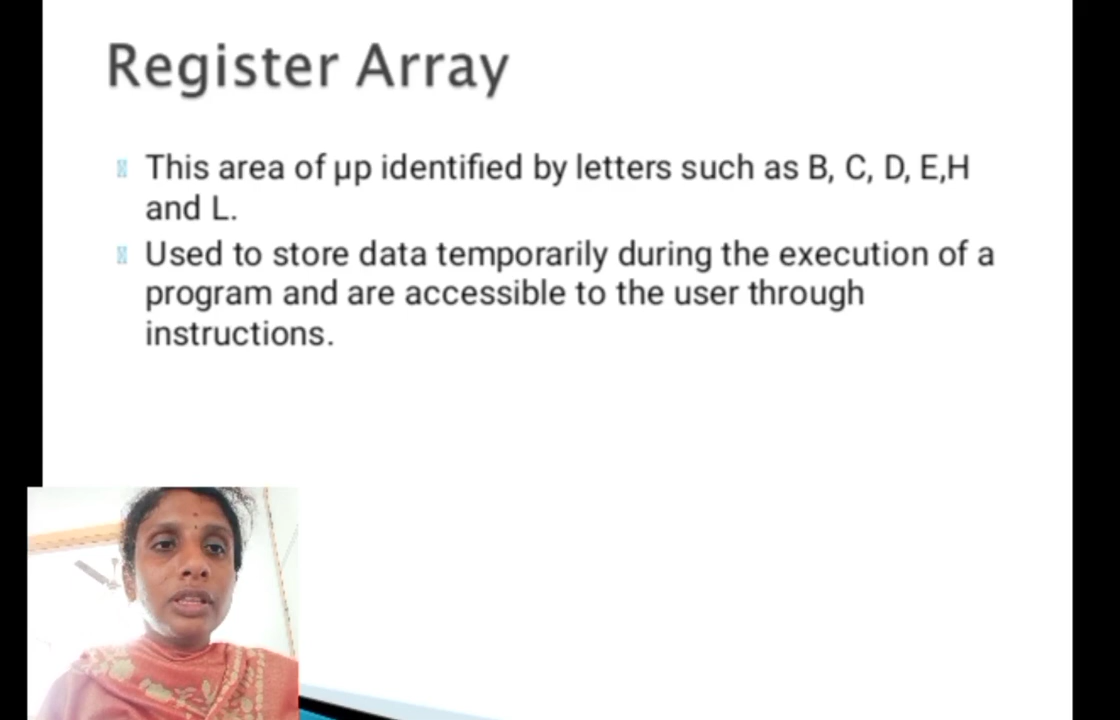 Register Array
This area of µp identified by letters such as B, C, D, E,H
and L.
Used to store data temporarily during the execution of a
program and are accessible to the user through
instructions.